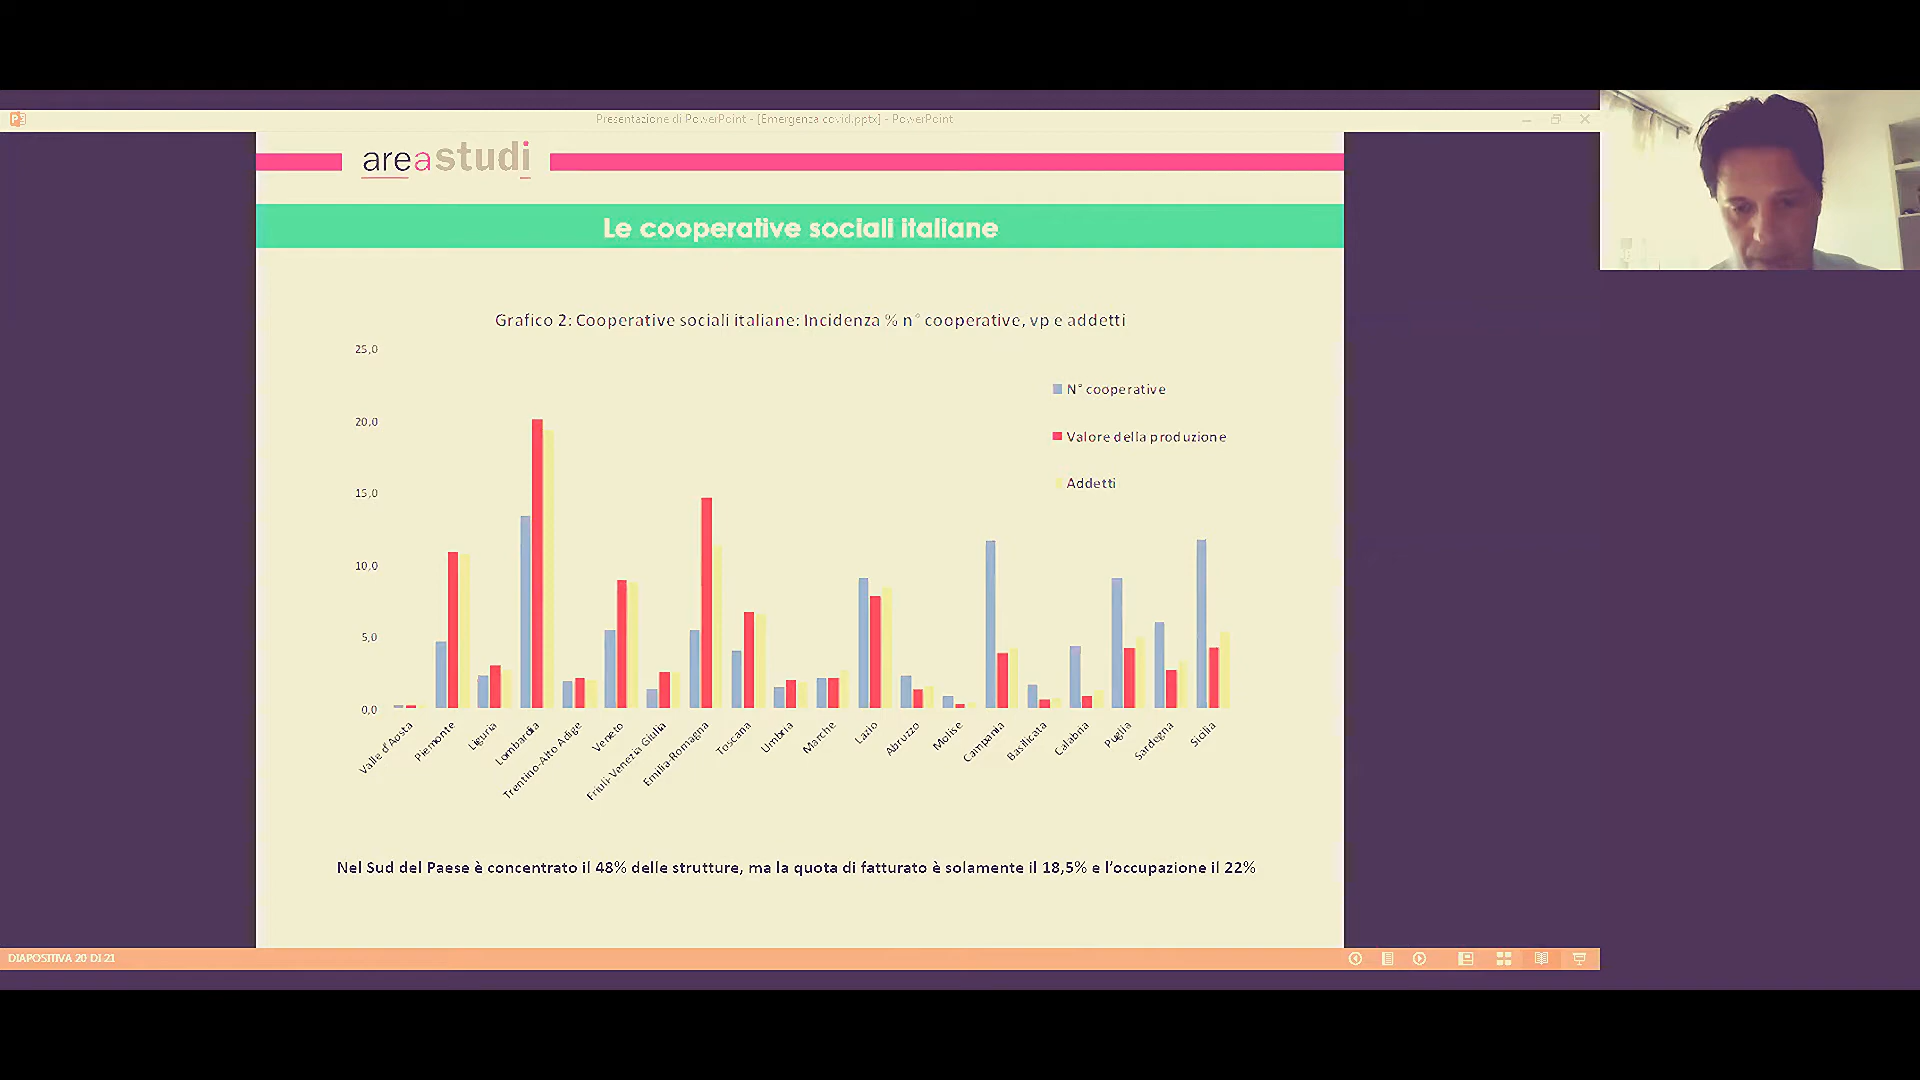 Presentazione di PowerPoint - [Emergenza covid.pptx] - PowerPoint
areastudi
Le cooperative sociali italiane
Grafico 2: Cooperative sociali italiane: Incidenza % n° cooperative, vp e addetti
25,0
20,0
15,0
10,0
5,0
0,0
N° cooperative
Valore della produzione
Addetti
Valle d'Aosta
Piemonte
Liguria
Lombardia
Trentino-Alto Adige
Veneto
Friuli-Venezia Giulia
Emilia-Romagna
Toscana
Umbria
Marche
Lazio
Abruzzo
Molise
Campania
Basilicata
Calabria
Puglia
Sardegna
Sicilia
Nel Sud del Paese è concentrato il 48% delle strutture, ma la quota di fatturato è solamente il 18,5% e l'occupazione il 22%
DIAPOSITIVA 20 DI 21